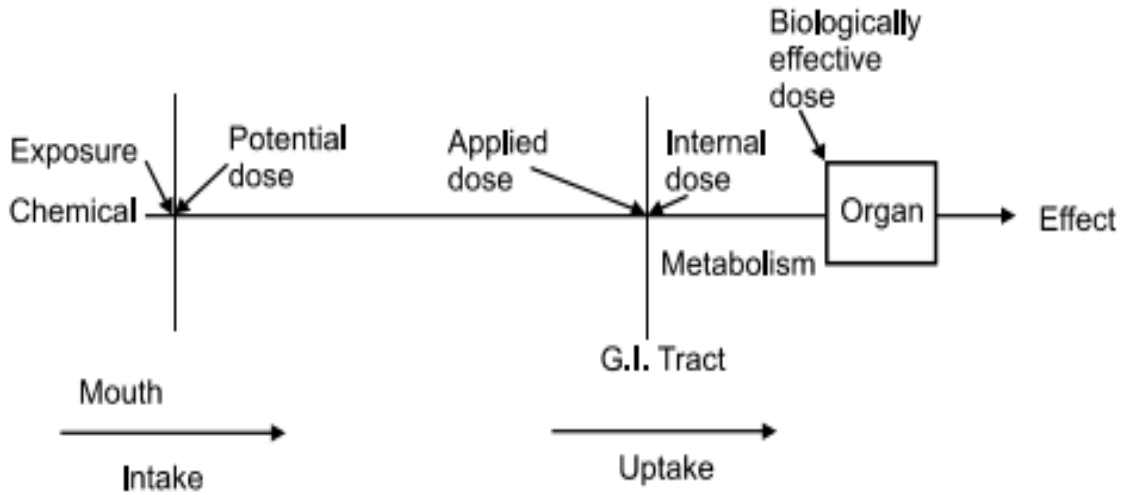 Biologically
effective
dose
Exposure
Potential
dose
Applied
dose
Internal
dose
Chemical
Organ
Effect
Metabolism
G.I. Tract
Mouth
Intake
Uptake